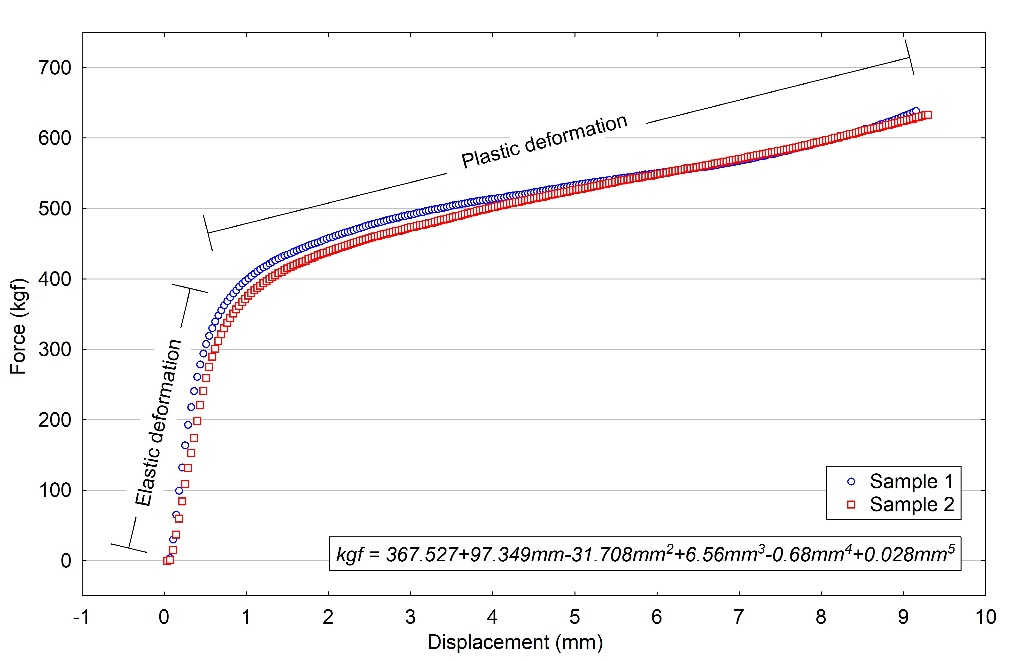 700
600
500
400
300
200
100
0
Force (kgf)
Plastic deformation
Elastic deformation
Sample 1
Sample 2
kgf = 367.527+97.349mm-31.708mm²+6.56mm³-0.68mm⁴+0.028mm⁵
-1 0 1 2 3 4 5 6 7 8 9 10
Displacement (mm)